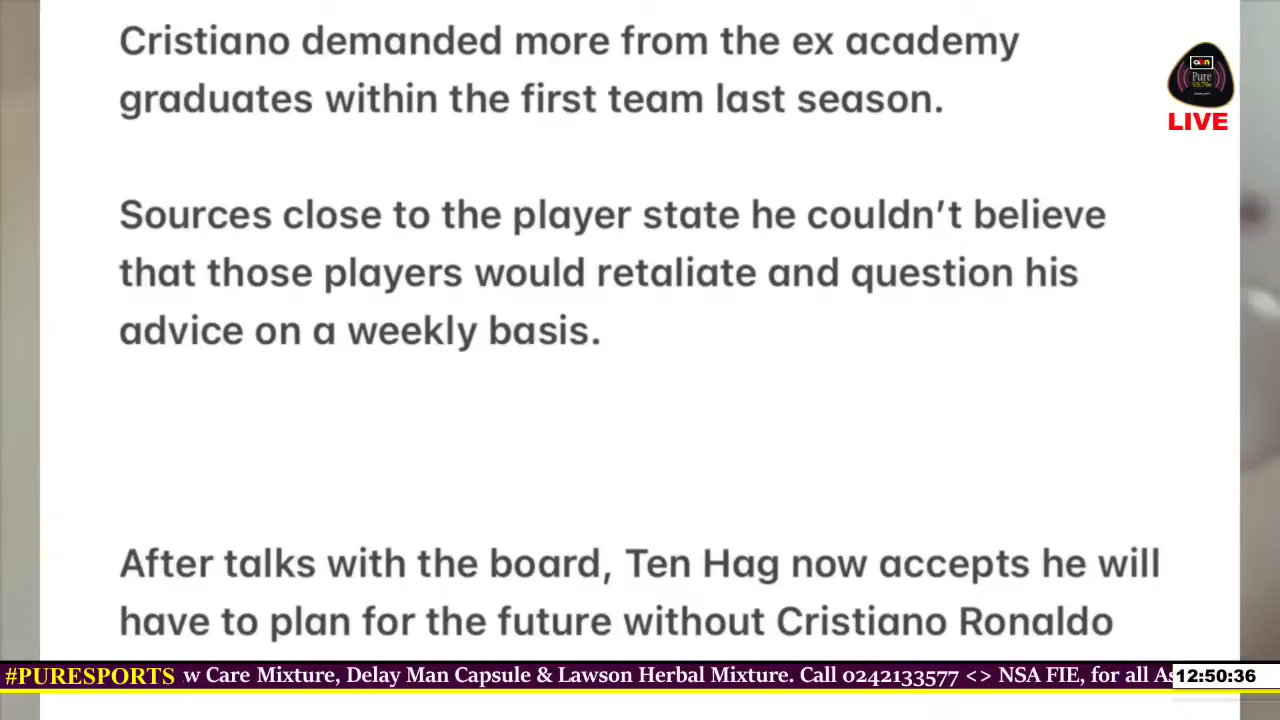 Cristiano demanded more from the ex academy
graduates within the first team last season.
Sources close to the player state he couldn't believe
that those players would retaliate and question his
advice on a weekly basis.
After talks with the board, Ten Hag now accepts he will
have to plan for the future without Cristiano Ronaldo
Pure
95.7fm
LIVE
#PURESPORTS w Care Mixture, Delay Man Capsule & Lawson Herbal Mixture. Call 0242133577 <> NSA FIE, for all As 12:50:36